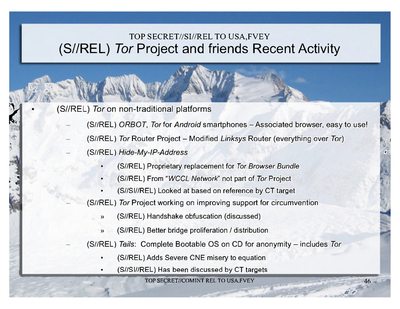 TOP SECRET//SI//REL TO USA,FVEY
(S//REL) Tor Project and friends Recent Activity
• (S//REL) Tor on non-traditional platforms
– (S//REL) ORBOT, Tor for Android smartphones – Associated browser, easy to use!
– (S//REL) Tor Router Project – Modified Linksys Router (everything over Tor)
– (S//REL) Hide-My-IP-Address
• (S//REL) Proprietary replacement for Tor Browser Bundle
• (S//REL) From "WCCL Network" not part of Tor Project
• (S//SI//REL) Looked at based on reference by CT target
– (S//REL) Tor Project working on improving support for circumvention
» (S//REL) Handshake obfuscation (discussed)
» (S//REL) Better bridge proliferation / distribution
– (S//REL) Tails: Complete Bootable OS on CD for anonymity – includes Tor
• (S//REL) Adds Severe CNE misery to equation
• (S//SI//REL) Has been discussed by CT targets
TOP SECRET//COMINT REL TO USA,FVEY
46